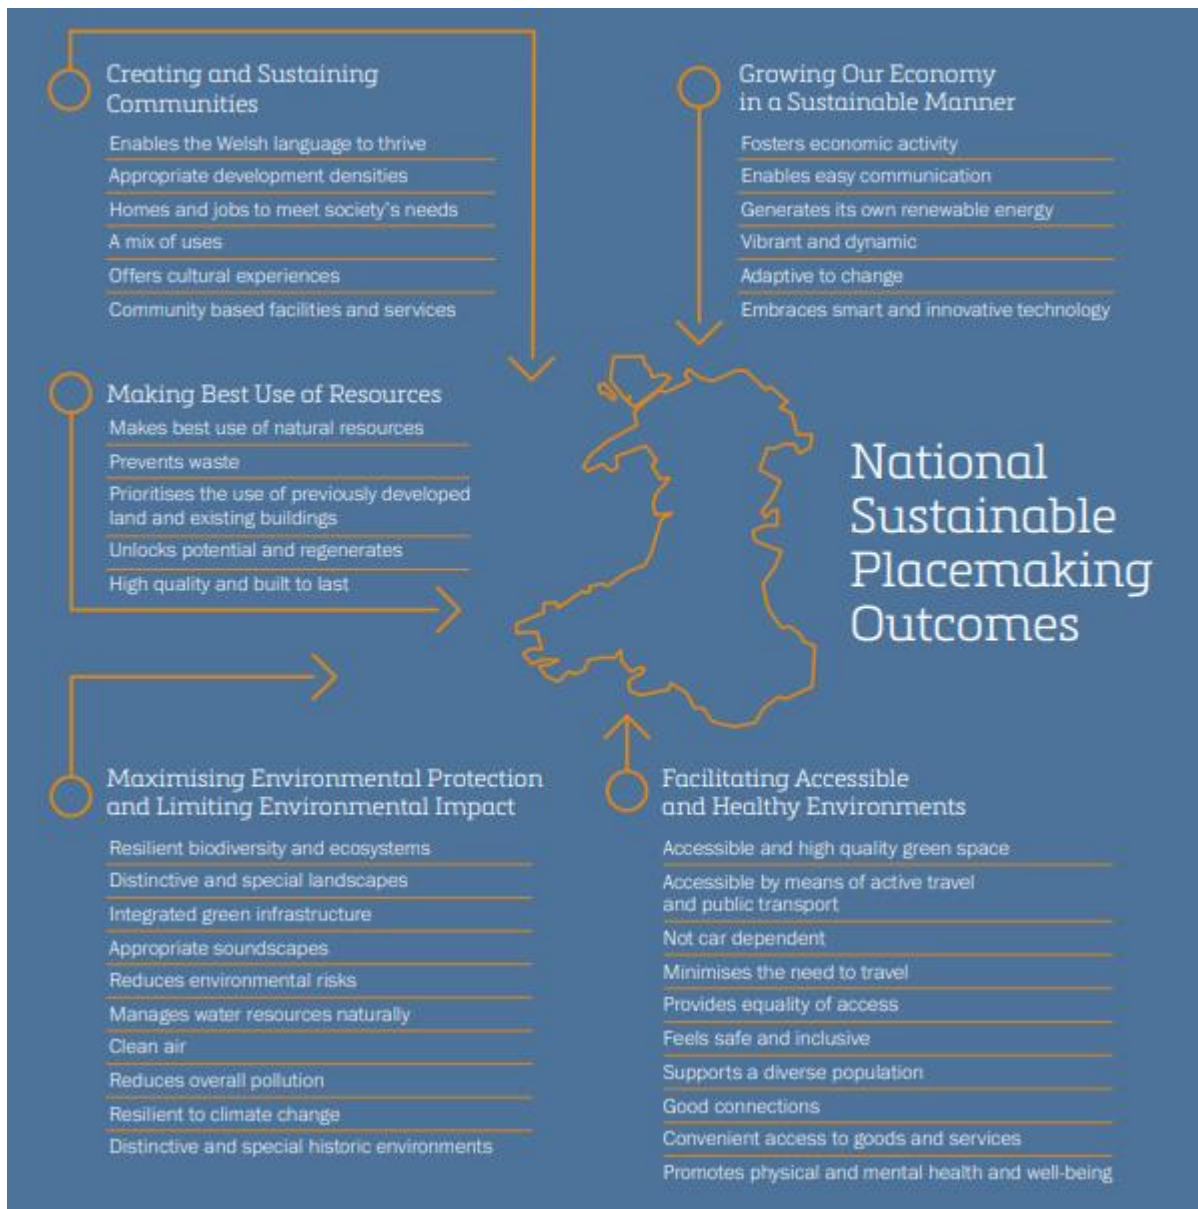 Creating and Sustaining
Communities
Enables the Welsh language to thrive
Appropriate development densities
Homes and jobs to meet society's needs
A mix of uses
Offers cultural experiences
Community based facilities and services
Growing Our Economy
in a Sustainable Manner
Fosters economic activity
Enables easy communication
Generates its own renewable energy
Vibrant and dynamic
Adaptive to change
Embraces smart and innovative technology
Making Best Use of Resources
Makes best use of natural resources
Prevents waste
Prioritises the use of previously developed
land and existing buildings
Unlocks potential and regenerates
High quality and built to last
National
Sustainable
Placemaking
Outcomes
Maximising Environmental Protection
and Limiting Environmental Impact
Resilient biodiversity and ecosystems
Distinctive and special landscapes
Integrated green infrastructure
Appropriate soundscapes
Reduces environmental risks
Manages water resources naturally
Clean air
Reduces overall pollution
Resilient to climate change
Distinctive and special historic environments
Facilitating Accessible
and Healthy Environments
Accessible and high quality green space
Accessible by means of active travel
and public transport
Not car dependent
Minimises the need to travel
Provides equality of access
Feels safe and inclusive
Supports a diverse population
Good connections
Convenient access to goods and services
Promotes physical and mental health and well-being